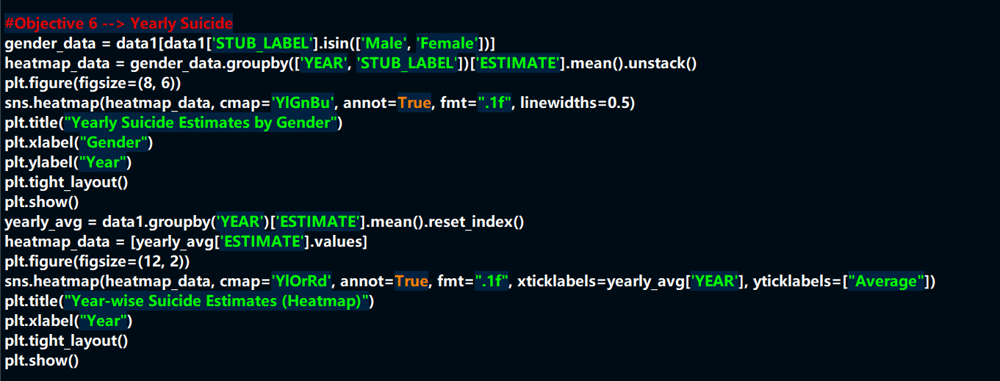 #Objective 6 --> Yearly Suicide
gender_data = data1[data1['STUB_LABEL'].isin(['Male', 'Female'])]
heatmap_data = gender_data.groupby(['YEAR', 'STUB_LABEL'])['ESTIMATE'].mean().unstack()
plt.figure(figsize=(8, 6))
sns.heatmap(heatmap_data, cmap='YlGnBu', annot=True, fmt=".1f", linewidths=0.5)
plt.title("Yearly Suicide Estimates by Gender")
plt.xlabel("Gender")
plt.ylabel("Year")
plt.tight_layout()
plt.show()
yearly_avg = data1.groupby('YEAR')['ESTIMATE'].mean().reset_index()
heatmap_data = [yearly_avg['ESTIMATE'].values]
plt.figure(figsize=(12, 2))
sns.heatmap(heatmap_data, cmap='YlOrRd', annot=True, fmt=".1f", xticklabels=yearly_avg['YEAR'], yticklabels=["Average"])
plt.title("Year-wise Suicide Estimates (Heatmap)")
plt.xlabel("Year")
plt.tight_layout()
plt.show()